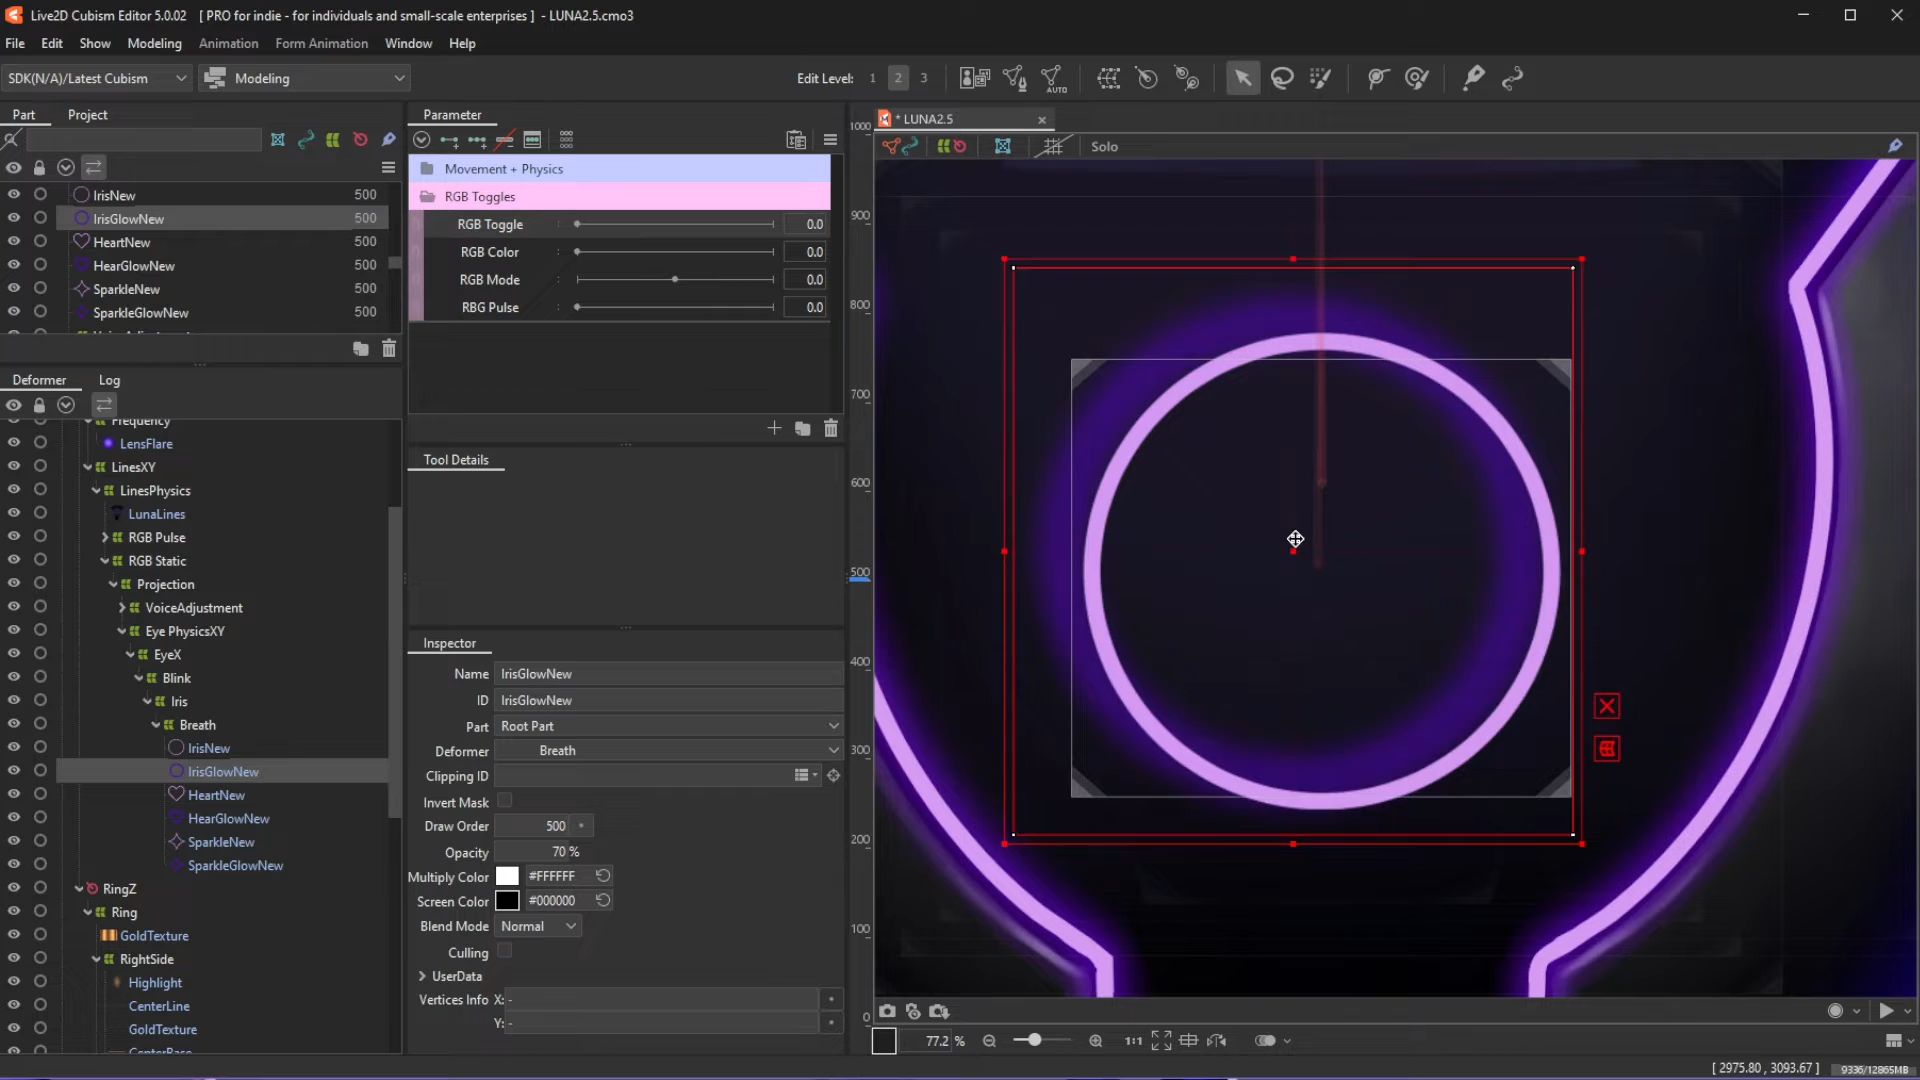 Live2D Cubism Editor 5.0.02 [ PRO for indie - for individuals and small-scale enterprises ] - LUNA2.5.cmo3
File Edit Show Modeling Animation Form Animation Window Help
SDK(N/A)/Latest Cubism Modeling Edit Level: 1 2 3 AUTO
Part Project
IrisNew 500
IrisGlowNew 500
HeartNew 500
HearGlowNew 500
SparkleNew 500
SparkleGlowNew 500
Deformer Log
Frequency
LensFlare
LinesXY
LinesPhysics
LunaLines
RGB Pulse
RGB Static
Projection
VoiceAdjustment
Eye PhysicsXY
EyeX
Blink
Iris
Breath
IrisNew
IrisGlowNew
HeartNew
HearGlowNew
SparkleNew
SparkleGlowNew
RingZ
Ring
GoldTexture
RightSide
Highlight
CenterLine
GoldTexture
CenterBase
Parameter
Movement + Physics
RGB Toggles
RGB Toggle : 0.0
RGB Color : 0.0
RGB Mode : 0.0
RBG Pulse : 0.0
Tool Details
Inspector
Name IrisGlowNew
ID IrisGlowNew
Part Root Part
Deformer Breath
Clipping ID
Invert Mask
Draw Order 500
Opacity 70 %
Multiply Color #FFFFFF
Screen Color #000000
Blend Mode Normal
Culling
UserData
Vertices Info X: -
Y: -
* LUNA2.5
Solo
1000
900
800
700
600
500
400
300
200
100
0
77.2 % 1:1
[ 2975.80 , 3093.67 ] 9336/12865MB